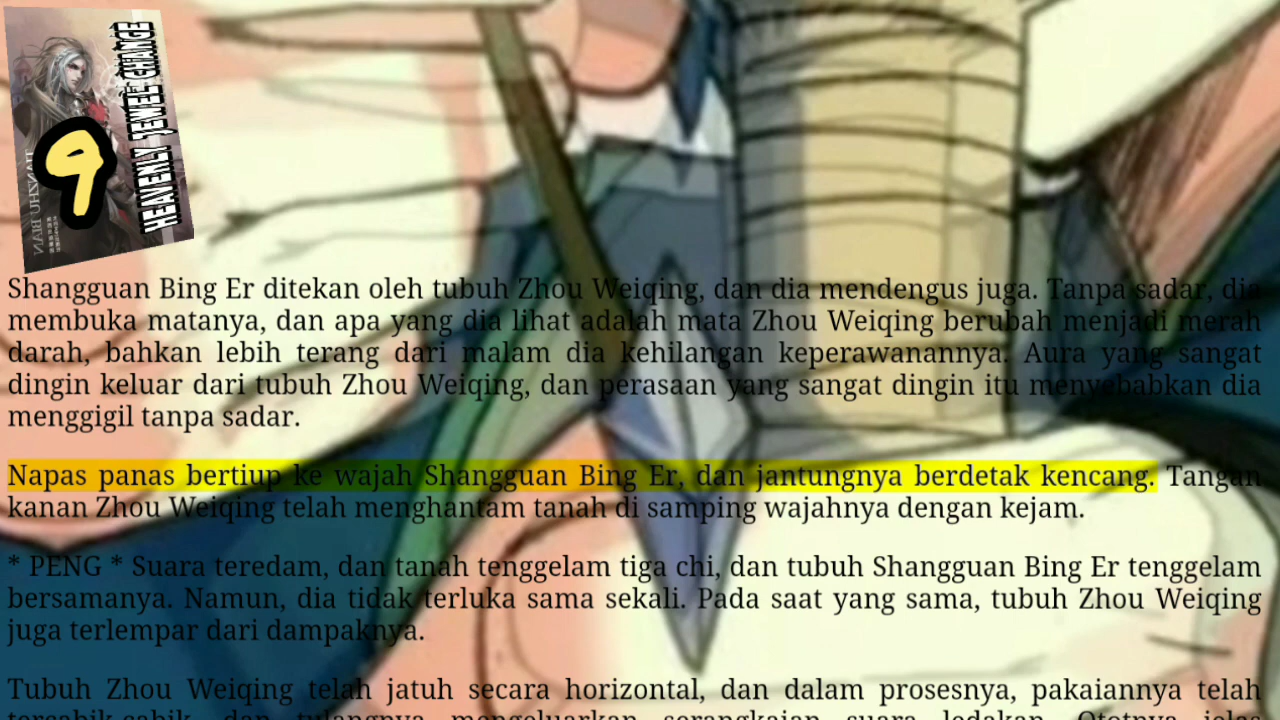 HEAVENLY JEWEL CHANGE
9
Shangguan Bing Er ditekan oleh tubuh Zhou Weiqing, dan dia mendengus juga. Tanpa sadar, dia
membuka matanya, dan apa yang dia lihat adalah mata Zhou Weiqing berubah menjadi merah
darah, bahkan lebih terang dari malam dia kehilangan keperawanannya. Aura yang sangat
dingin keluar dari tubuh Zhou Weiqing, dan perasaan yang sangat dingin itu menyebabkan dia
menggigil tanpa sadar.
Napas panas bertiup ke wajah Shangguan Bing Er, dan jantungnya berdetak kencang. Tangan
kanan Zhou Weiqing telah menghantam tanah di samping wajahnya dengan kejam.
* PENG * Suara teredam, dan tanah tenggelam tiga chi, dan tubuh Shangguan Bing Er tenggelam
bersamanya. Namun, dia tidak terluka sama sekali. Pada saat yang sama, tubuh Zhou Weiqing
juga terlempar dari dampaknya.
Tubuh Zhou Weiqing telah jatuh secara horizontal, dan dalam prosesnya, pakaiannya telah